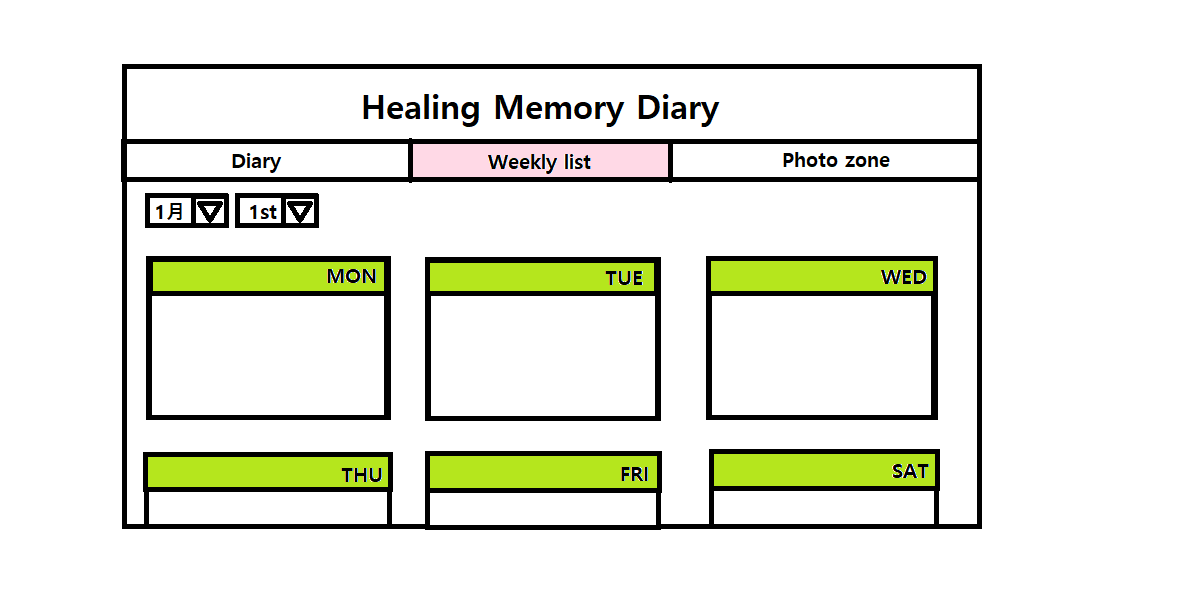 Healing Memory Diary
Diary Weekly list Photo zone
1月 1st
MON TUE WED
THU FRI SAT